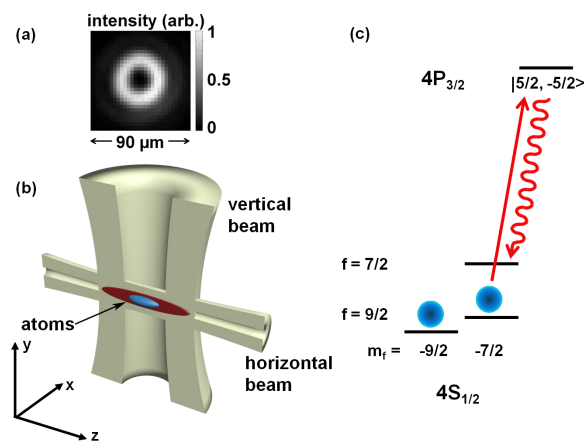 (a)
intensity (arb.)
1
0.5
0
90 μm
(b)
vertical
beam
atoms
horizontal
beam
y
x
z
(c)
4P3/2
|5/2, -5/2>
f = 7/2
f = 9/2
mf = -9/2 -7/2
4S1/2